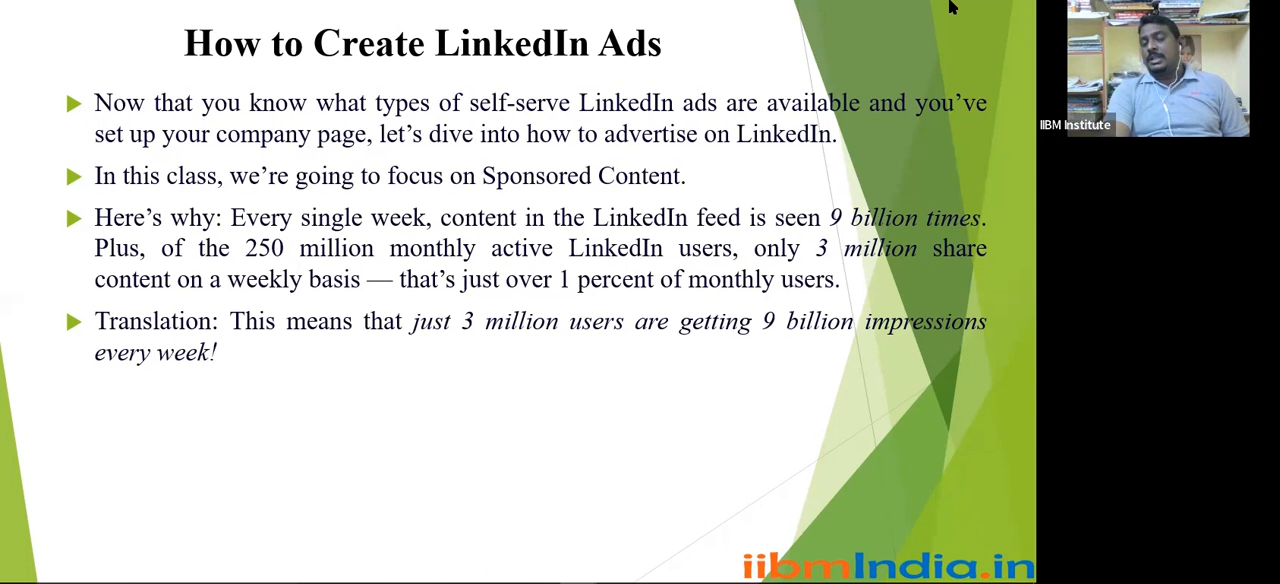 How to Create LinkedIn Ads
Now that you know what types of self-serve LinkedIn ads are available and you’ve
set up your company page, let’s dive into how to advertise on LinkedIn.
In this class, we’re going to focus on Sponsored Content.
Here’s why: Every single week, content in the LinkedIn feed is seen 9 billion times.
Plus, of the 250 million monthly active LinkedIn users, only 3 million share
content on a weekly basis — that’s just over 1 percent of monthly users.
Translation: This means that just 3 million users are getting 9 billion impressions
every week!
IIBM Institute
iibmIndia.in